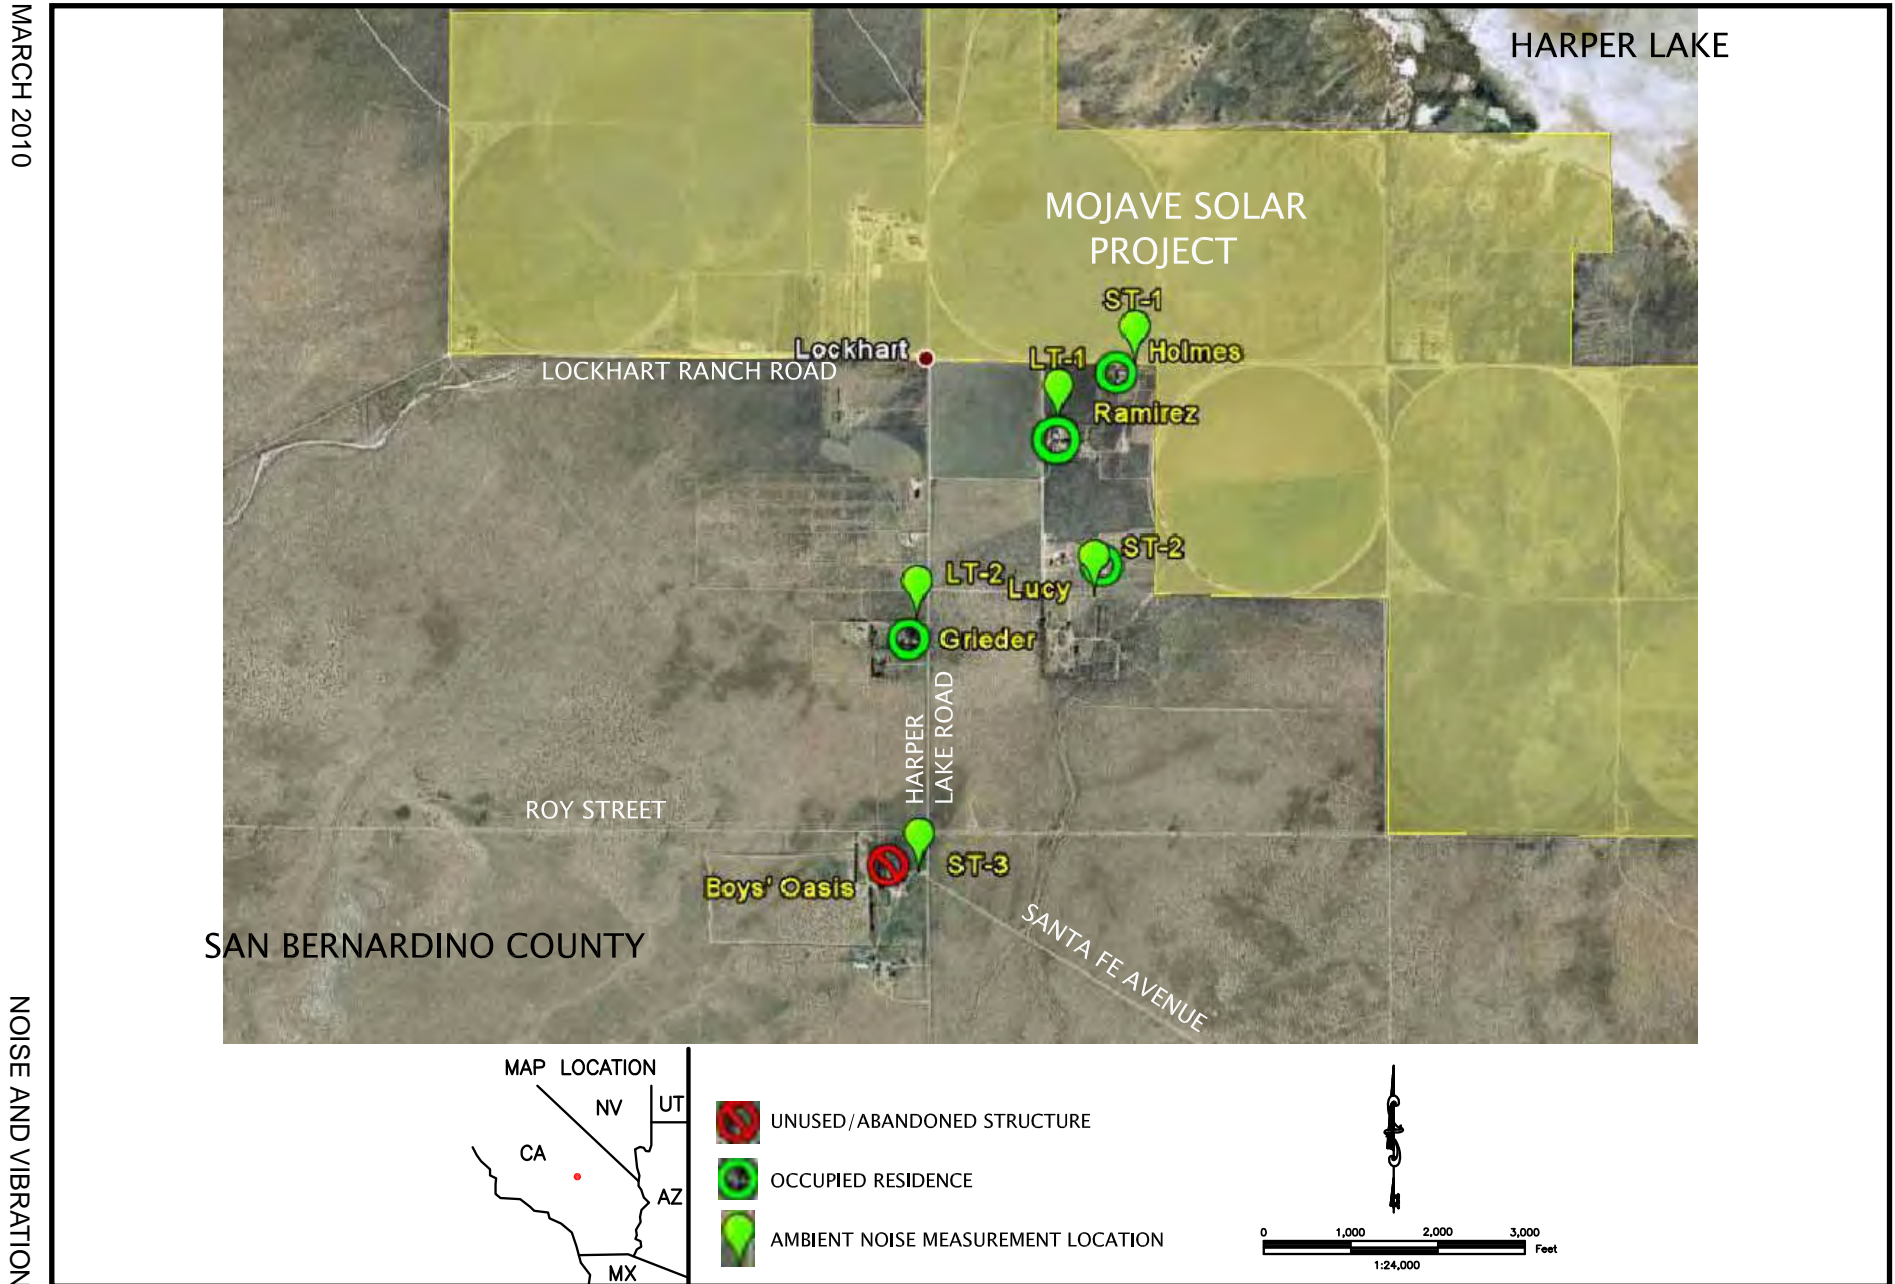 MARCH 2010
NOISE AND VIBRATION
HARPER LAKE
MOJAVE SOLAR
PROJECT
ST-1
Holmes
Lockhart
LT-1
LOCKHART RANCH ROAD
Ramirez
ST-2
LT-2
Lucy
Grieder
HARPER
LAKE ROAD
ROY STREET
ST-3
Boys' Oasis
SANTA FE AVENUE
SAN BERNARDINO COUNTY
MAP LOCATION
NV
UT
CA
AZ
MX
UNUSED/ABANDONED STRUCTURE
OCCUPIED RESIDENCE
AMBIENT NOISE MEASUREMENT LOCATION
0 1,000 2,000 3,000
Feet
1:24,000